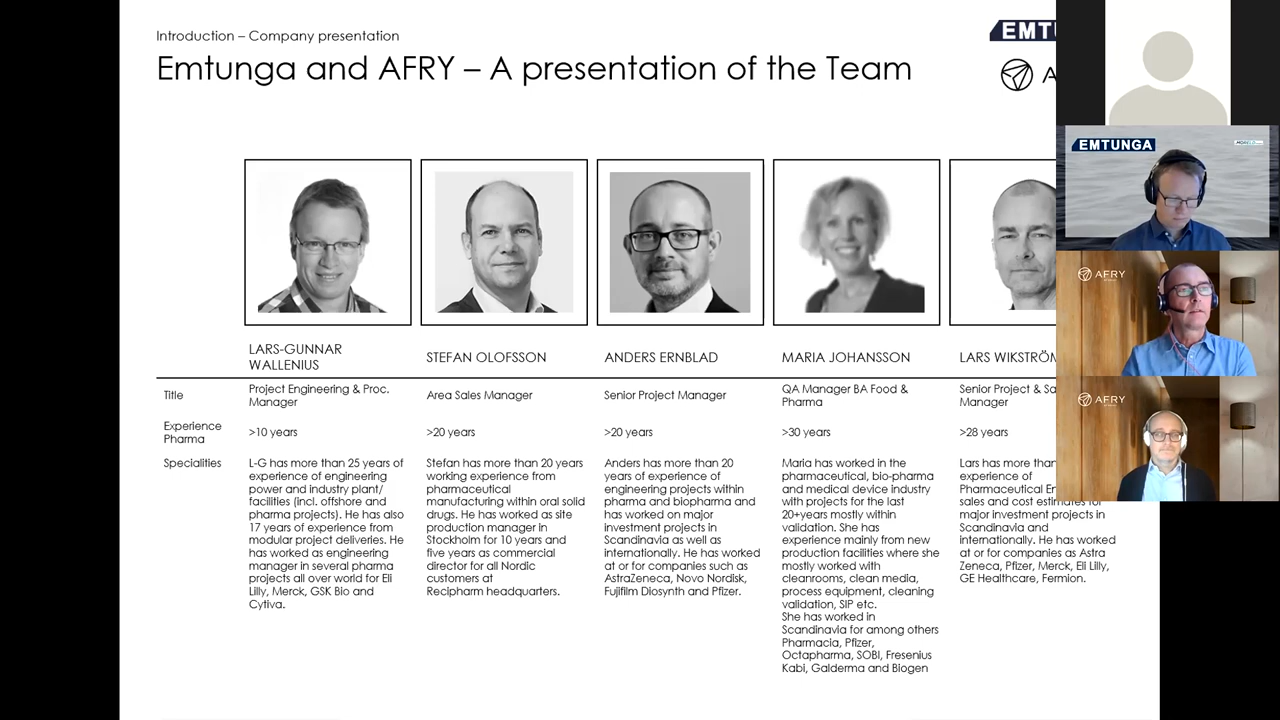 Introduction – Company presentation
Emtunga and AFRY – A presentation of the Team
EMTUNGA
AFRY
AFRY
LARS-GUNNAR
WALLENIUS
STEFAN OLOFSSON
ANDERS ERNBLAD
MARIA JOHANSSON
LARS WIKSTRÖM
Title
Project Engineering & Proc.
Manager
Area Sales Manager
Senior Project Manager
QA Manager BA Food &
Pharma
Senior Project &
Manager
Experience
Pharma
>10 years
>20 years
>20 years
>30 years
>28 years
Specialities
L-G has more than 25 years of
experience of engineering
power and industry plant/
facilities (incl. offshore and
pharma projects). He has also
17 years of experience from
modular project deliveries. He
has worked as engineering
manager in several pharma
projects all over world for Eli
Lilly, Merck, GSK Bio and
Cytiva.
Stefan has more than 20 years
working experience from
pharmaceutical
manufacturing within oral solid
drugs. He has worked as site
production manager in
Stockholm for 10 years and
five years as commercial
director for all Nordic
customers at
Recipharm headquarters.
Anders has more than 20
years of experience of
engineering projects within
pharma and biopharma and
has worked on major
investment projects in
Scandinavia as well as
internationally. He has worked
at or for companies such as
AstraZeneca, Novo Nordisk,
Fujifilm Diosynth and Pfizer.
Maria has worked in the
pharmaceutical, bio-pharma
and medical device industry
with projects for the last
20+years mostly within
validation. She has
experience mainly from new
production facilities where she
mostly worked with
cleanrooms, clean media,
process equipment, cleaning
validation, SIP etc.
She has worked in
Scandinavia for among others
Pharmacia, Pfizer,
Octapharma, SOBI, Fresenius
Kabi, Galderma and Biogen
Lars has more than
experience of
Pharmaceutical
sales and cost estimates for
major investment projects in
Scandinavia and
internationally. He has worked
at or for companies as Astra
Zeneca, Pfizer, Merck, Eli Lilly,
GE Healthcare, Fermion.